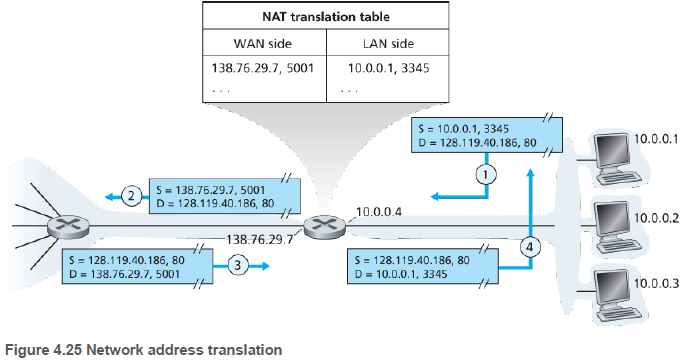 NAT translation table
WAN side
LAN side
138.76.29.7, 5001
10.0.0.1, 3345
. . .
. . .
S = 10.0.0.1, 3345
D = 128.119.40.186, 80
10.0.0.1
1
2
S = 138.76.29.7, 5001
D = 128.119.40.186, 80
10.0.0.4
10.0.0.2
138.76.29.7
4
S = 128.119.40.186, 80
D = 138.76.29.7, 5001
3
S = 128.119.40.186, 80
D = 10.0.0.1, 3345
10.0.0.3
Figure 4.25 Network address translation